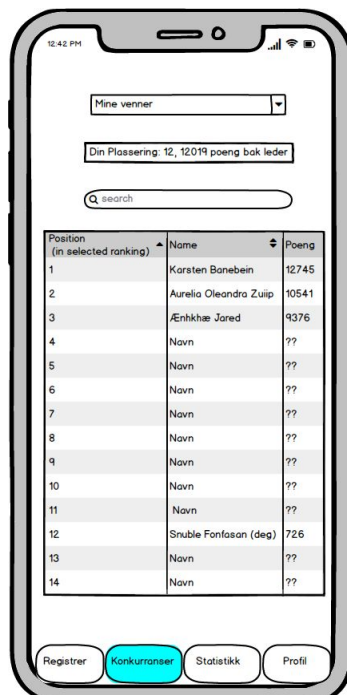 12:42 PM
Mine venner
Din Plassering: 12, 12019 poeng bak leder
search
Position
(in selected ranking) Name Poeng
1 Karsten Banebein 12745
2 Aurelia Oleandra Zuiip 10541
3 Ænhkhæ Jared 9376
4 Navn ??
5 Navn ??
6 Navn ??
7 Navn ??
8 Navn ??
9 Navn ??
10 Navn ??
11 Navn ??
12 Snuble Fonfasan (deg) 726
13 Navn ??
14 Navn ??
Registrer Konkurranser Statistikk Profil